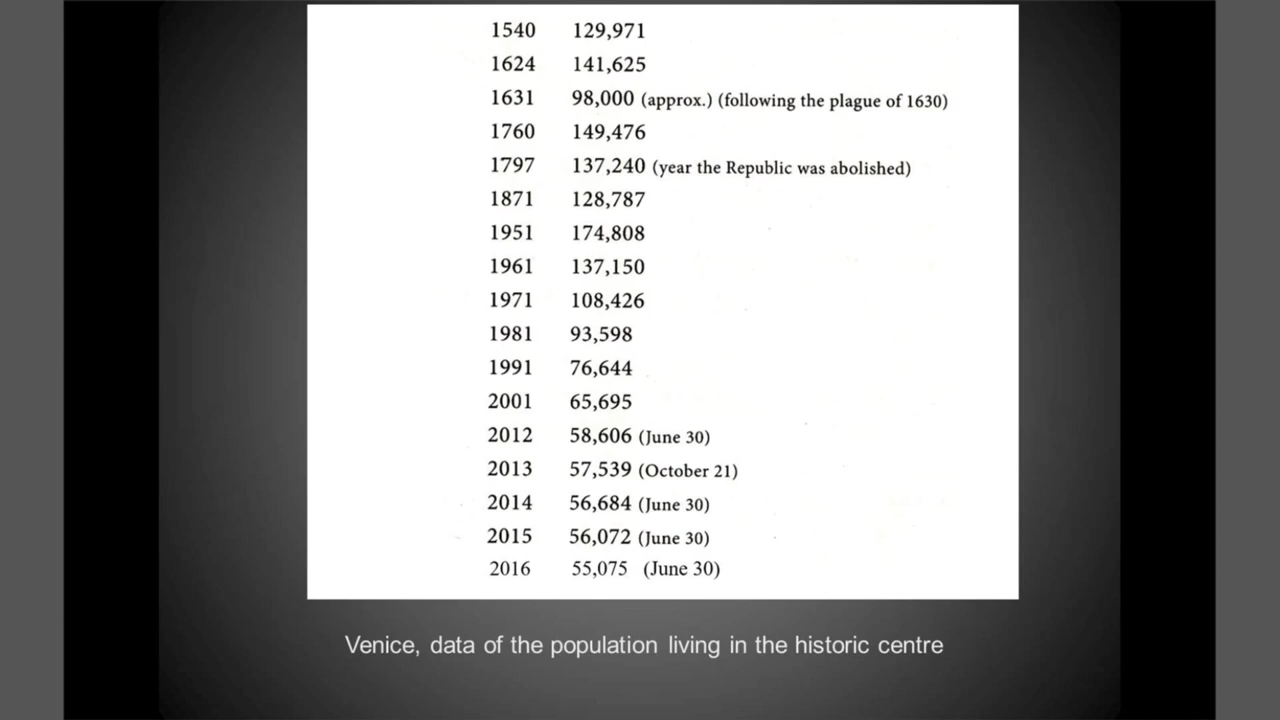 1540 129,971
1624 141,625
1631 98,000 (approx.) (following the plague of 1630)
1760 149,476
1797 137,240 (year the Republic was abolished)
1871 128,787
1951 174,808
1961 137,150
1971 108,426
1981 93,598
1991 76,644
2001 65,695
2012 58,606 (June 30)
2013 57,539 (October 21)
2014 56,684 (June 30)
2015 56,072 (June 30)
2016 55,075 (June 30)
Venice, data of the population living in the historic centre